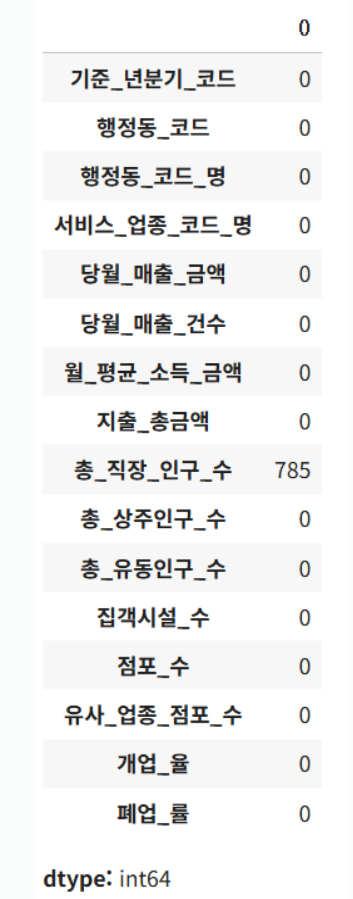 0
기준_년분기_코드 0
행정동_코드 0
행정동_코드_명 0
서비스_업종_코드_명 0
당월_매출_금액 0
당월_매출_건수 0
월_평균_소득_금액 0
지출_총금액 0
총_직장_인구_수 785
총_상주인구_수 0
총_유동인구_수 0
집객시설_수 0
점포_수 0
유사_업종_점포_수 0
개업_율 0
폐업_률 0
dtype: int64